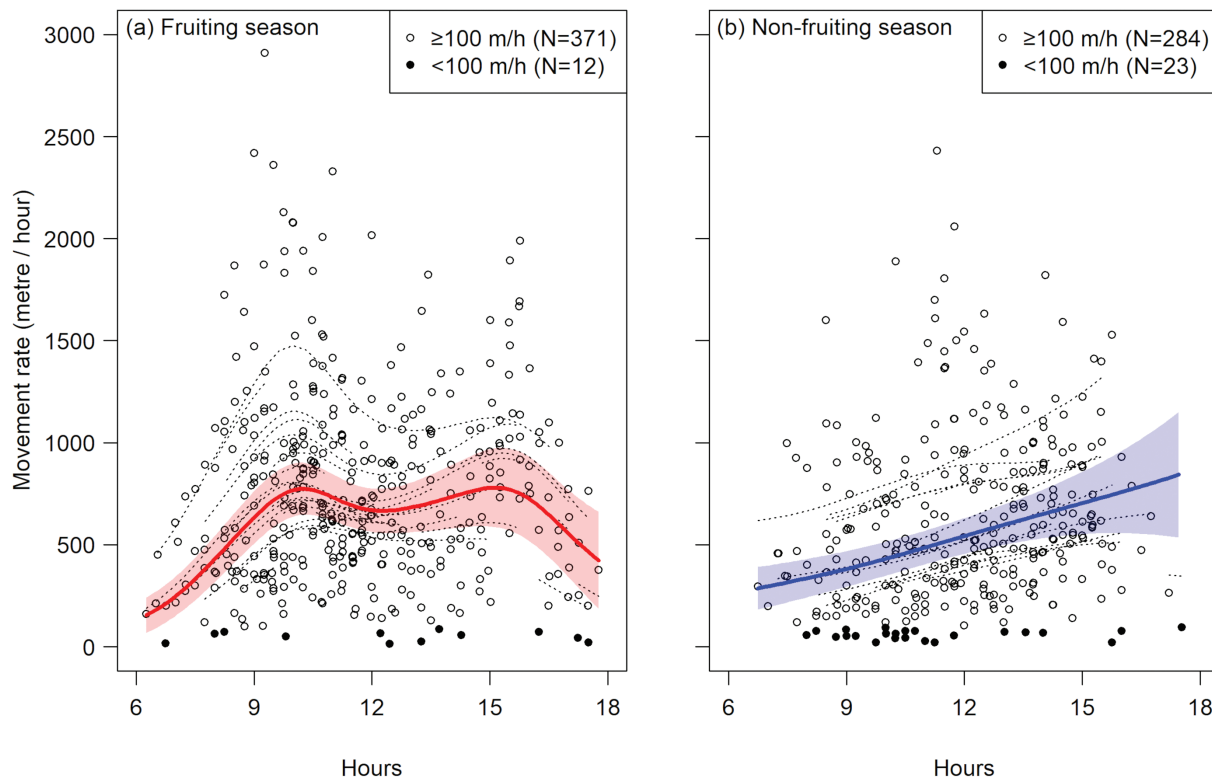 (a) Fruiting season
≥100 m/h (N=371)
<100 m/h (N=12)
(b) Non-fruiting season
≥100 m/h (N=284)
<100 m/h (N=23)
Movement rate (metre / hour)
3000
2500
2000
1500
1000
500
0
6 9 12 15 18
6 9 12 15 18
Hours
Hours